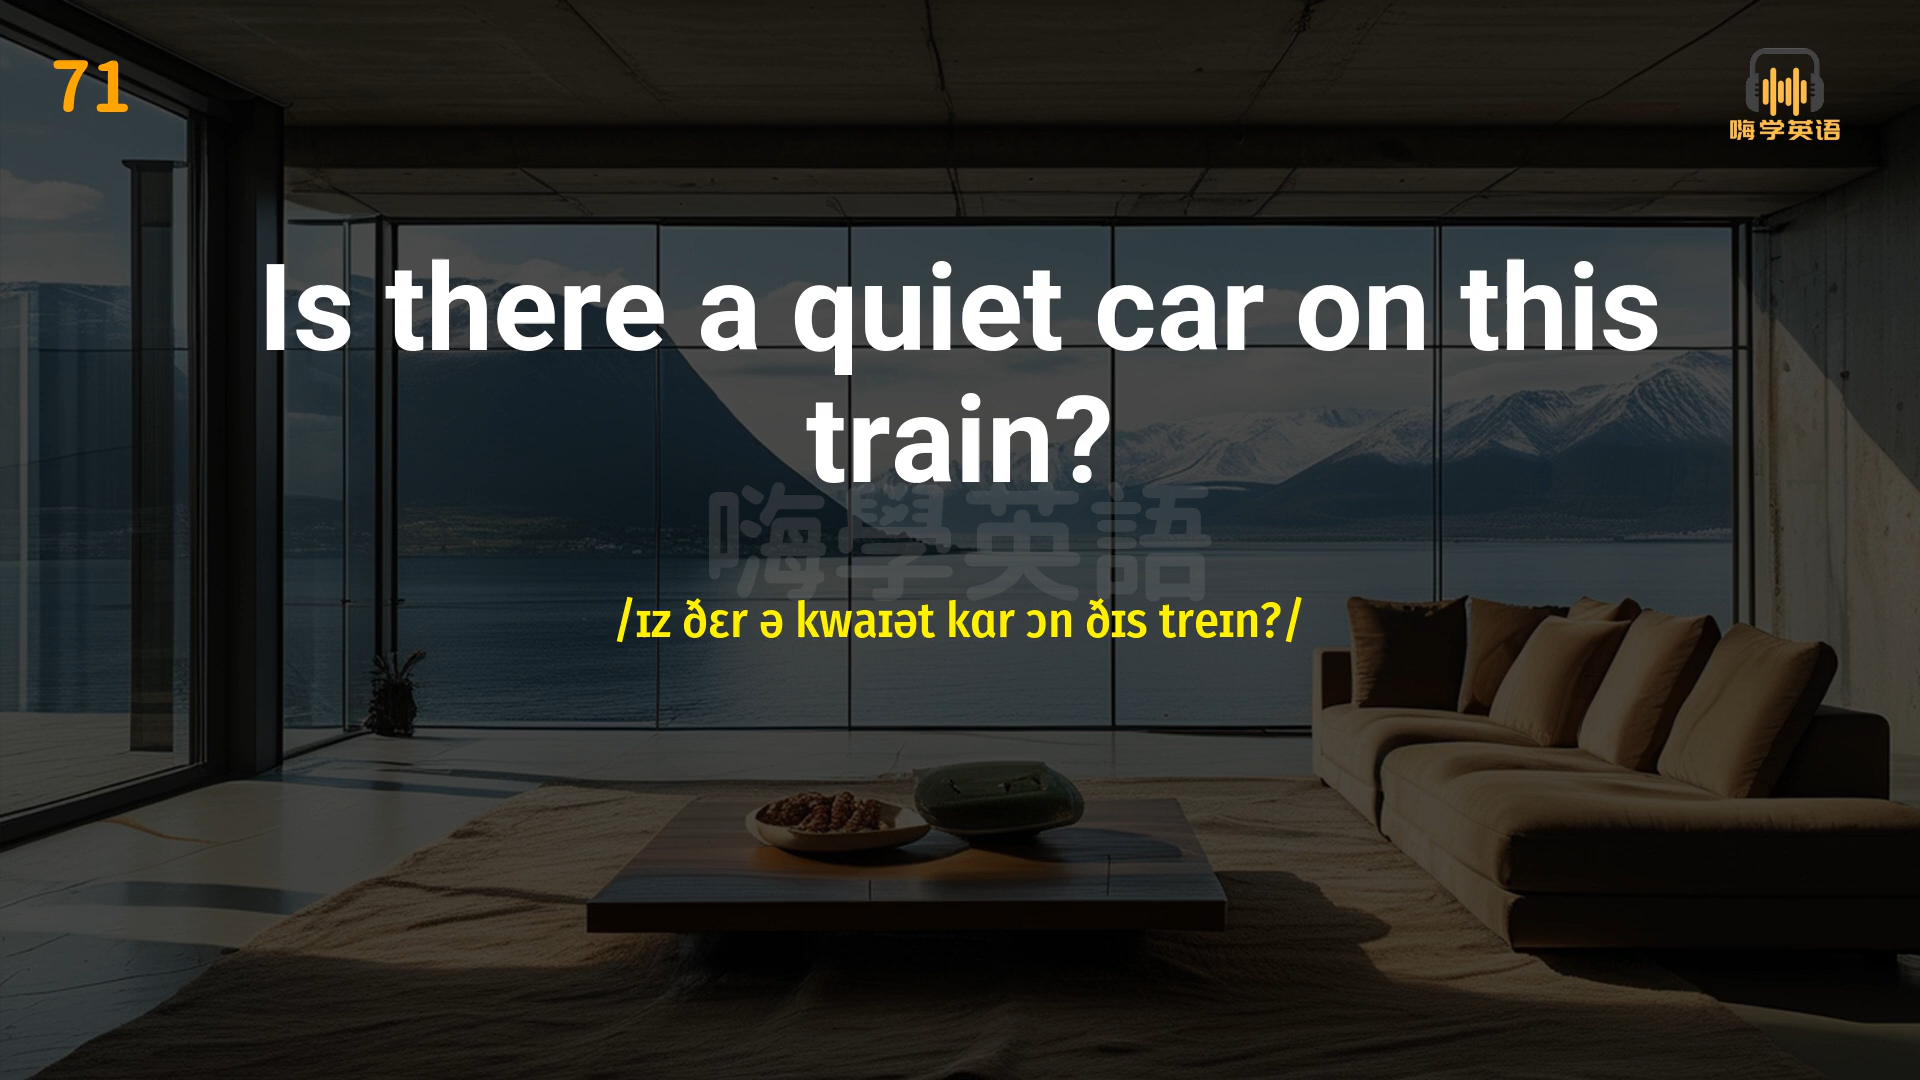 71
嗨学英语
Is there a quiet car on this
train?
嗨學英語
/ɪz ðɛr ə kwaɪət kɑr ɔn ðɪs treɪn?/